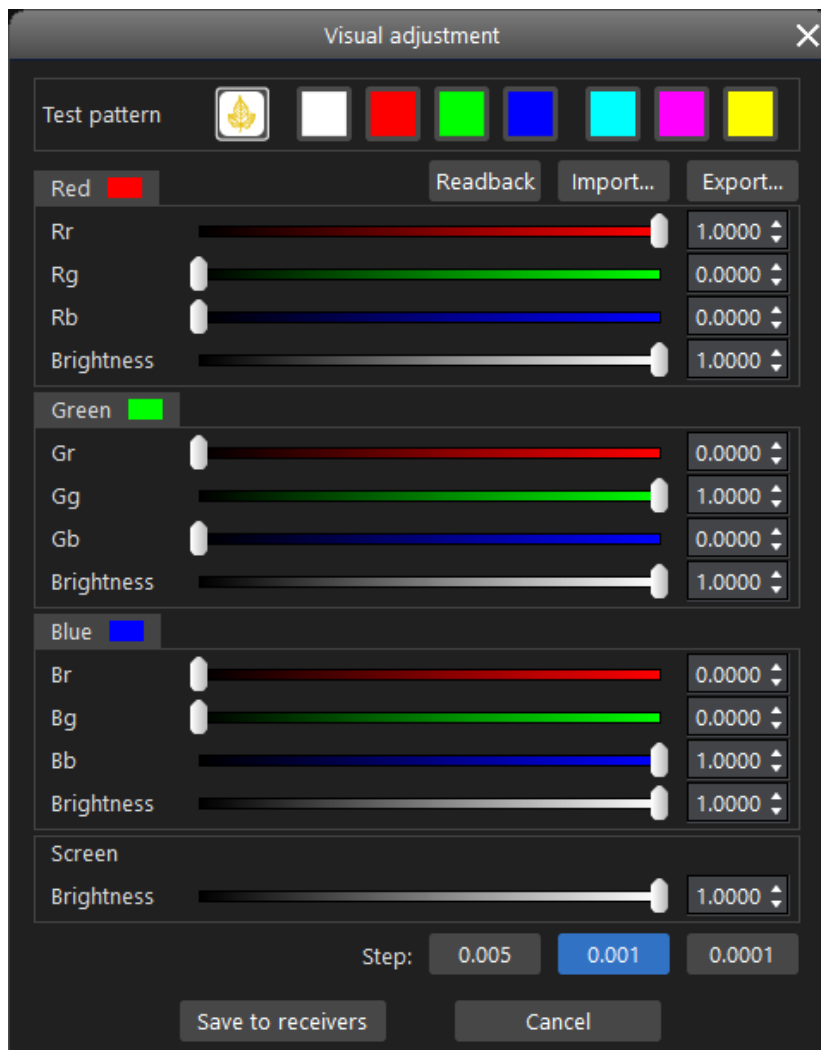 Visual adjustment
Test pattern
Red Readback Import... Export...
Rr 1.0000
Rg 0.0000
Rb 0.0000
Brightness 1.0000
Green
Gr 0.0000
Gg 1.0000
Gb 0.0000
Brightness 1.0000
Blue
Br 0.0000
Bg 0.0000
Bb 1.0000
Brightness 1.0000
Screen
Brightness 1.0000
Step: 0.005 0.001 0.0001
Save to receivers Cancel